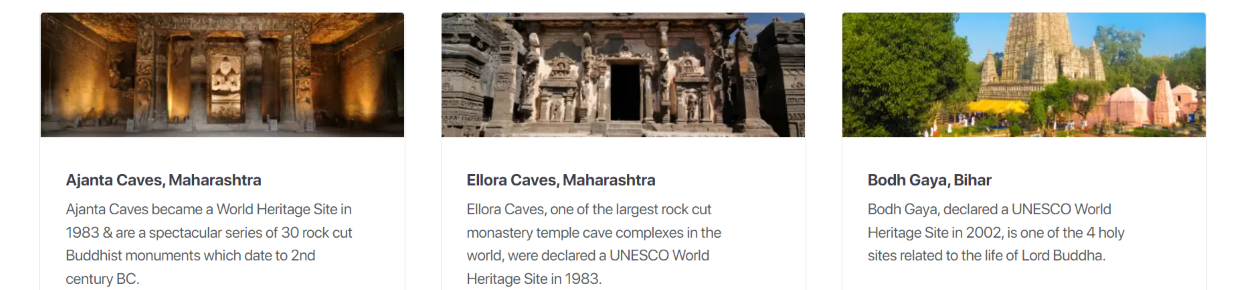 Ajanta Caves, Maharashtra
Ajanta Caves became a World Heritage Site in
1983 & are a spectacular series of 30 rock cut
Buddhist monuments which date to 2nd
century BC.
Ellora Caves, Maharashtra
Ellora Caves, one of the largest rock cut
monastery temple cave complexes in the
world, were declared a UNESCO World
Heritage Site in 1983.
Bodh Gaya, Bihar
Bodh Gaya, declared a UNESCO World
Heritage Site in 2002, is one of the 4 holy
sites related to the life of Lord Buddha.